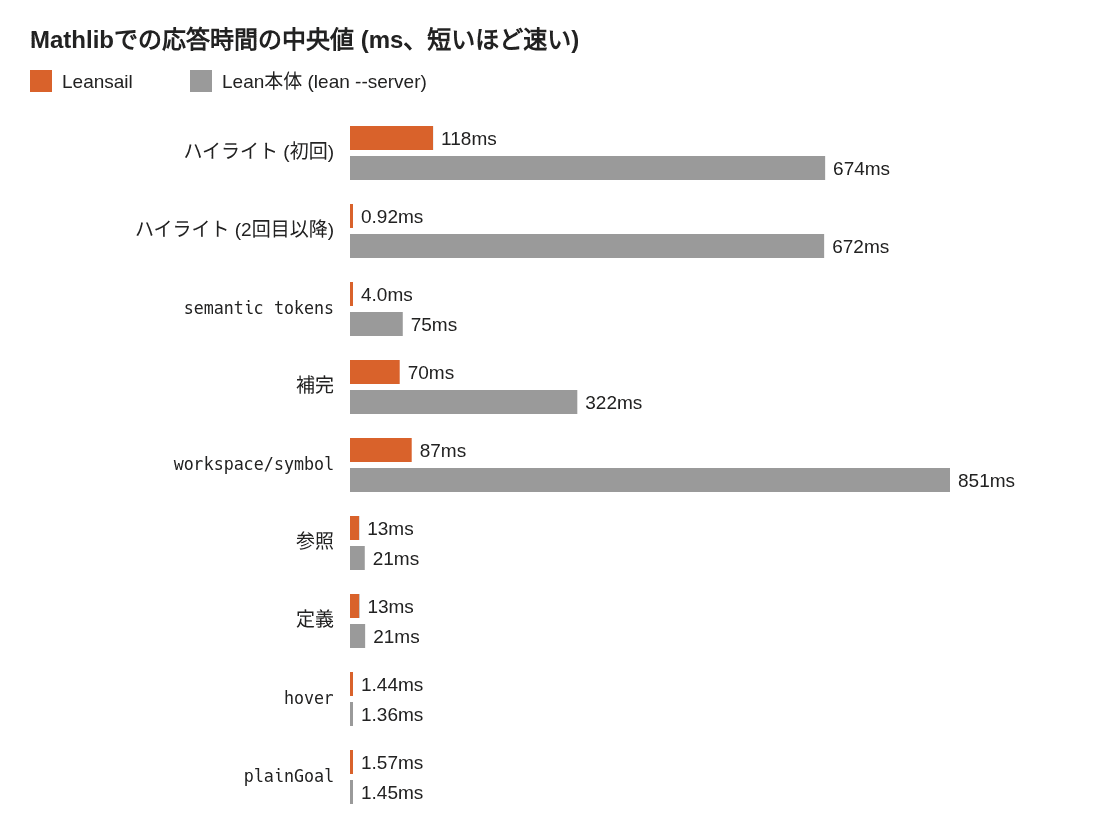 Mathlibでの応答時間の中央値 (ms、短いほど速い)
Leansail
Lean本体 (lean --server)
ハイライト (初回)
118ms
674ms
ハイライト (2回目以降)
0.92ms
672ms
semantic tokens
4.0ms
75ms
補完
70ms
322ms
workspace/symbol
87ms
851ms
参照
13ms
21ms
定義
13ms
21ms
hover
1.44ms
1.36ms
plainGoal
1.57ms
1.45ms